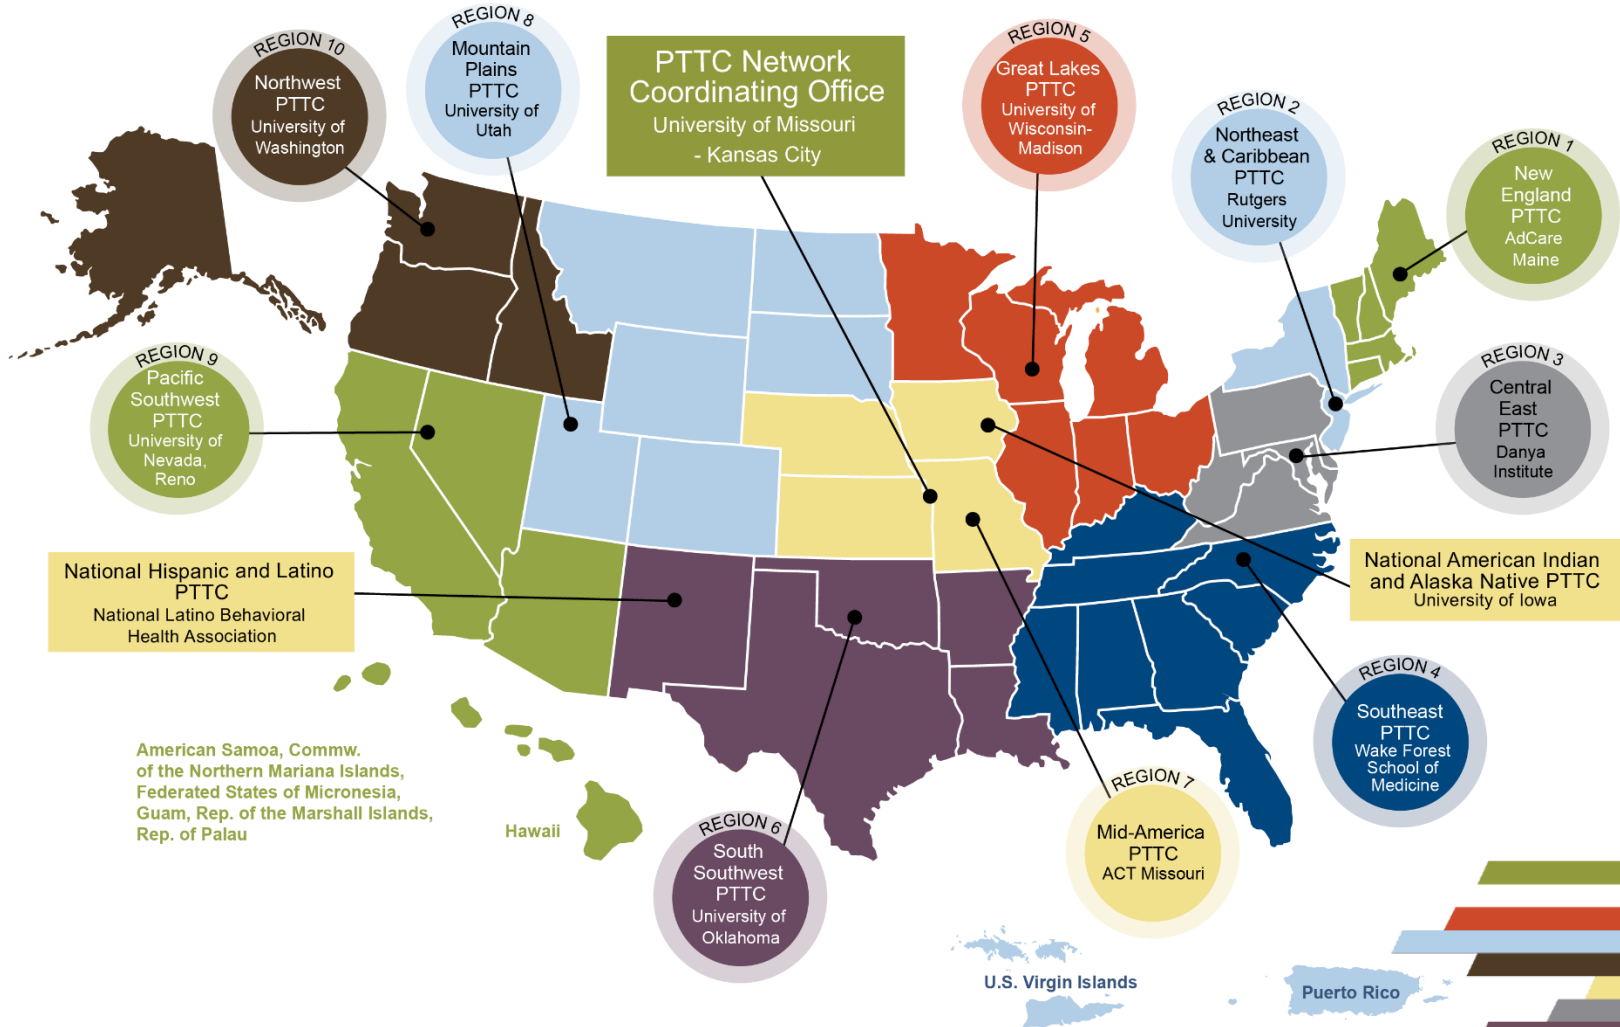 REGION 10
Northwest
PTTC
University of
Washington
REGION 8
Mountain
Plains
PTTC
University of
Utah
PTTC Network
Coordinating Office
University of Missouri
- Kansas City
REGION 5
Great Lakes
PTTC
University of
Wisconsin-
Madison
REGION 2
Northeast
& Caribbean
PTTC
Rutgers
University
REGION 1
New
England
PTTC
AdCare
Maine
REGION 9
Pacific
Southwest
PTTC
University of
Nevada,
Reno
REGION 3
Central
East
PTTC
Danya
Institute
National Hispanic and Latino
PTTC
National Latino Behavioral
Health Association
National American Indian
and Alaska Native PTTC
University of Iowa
REGION 4
Southeast
PTTC
Wake Forest
School of
Medicine
American Samoa, Commw.
of the Northern Mariana Islands,
Federated States of Micronesia,
Guam, Rep. of the Marshall Islands,
Rep. of Palau
Hawaii
REGION 6
South
Southwest
PTTC
University of
Oklahoma
REGION 7
Mid-America
PTTC
ACT Missouri
U.S. Virgin Islands
Puerto Rico